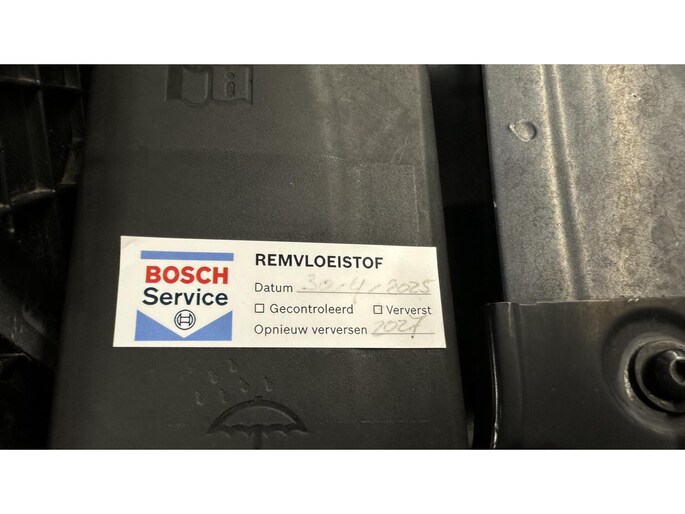 BOSCH
Service
REMVLOEISTOF
Datum 30-4-2025
☐ Gecontroleerd ☐ Ververst
Opnieuw verversen 2027